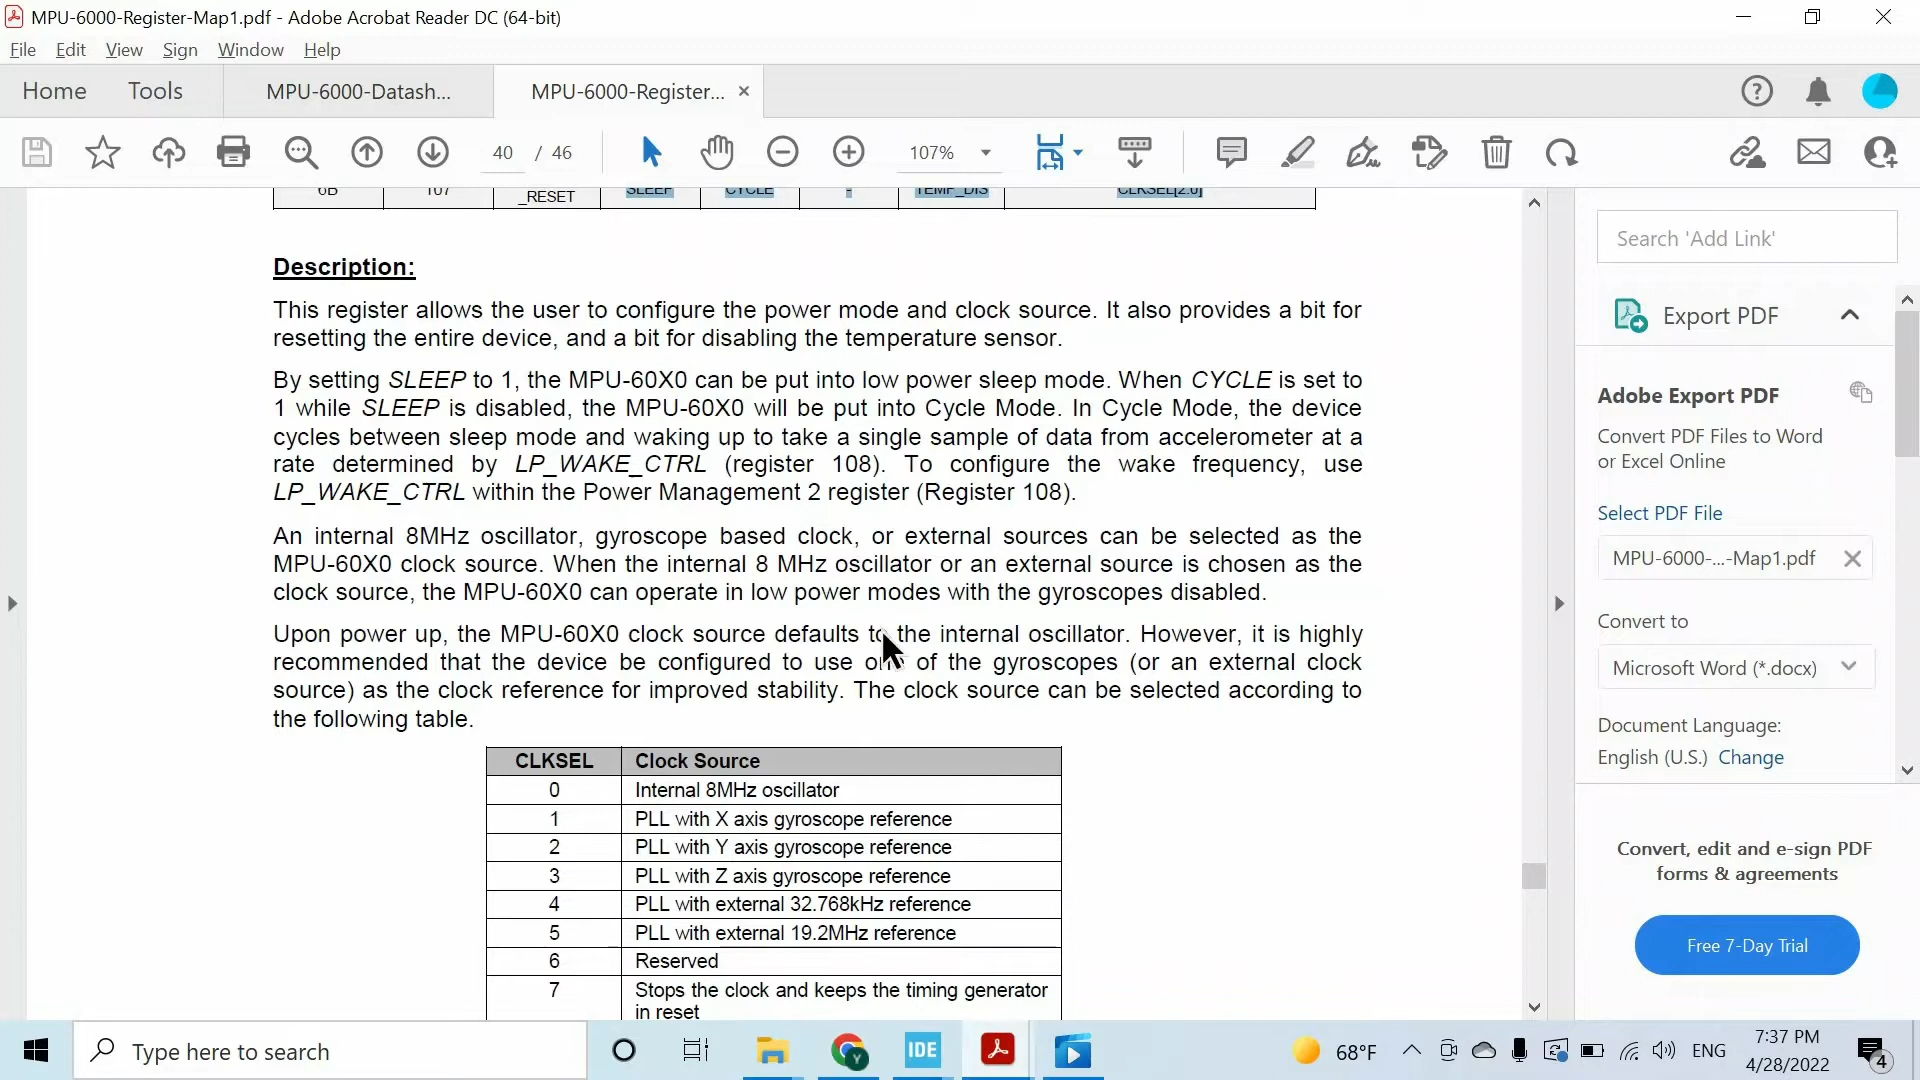 MPU-6000-Register-Map1.pdf - Adobe Acrobat Reader DC (64-bit)
File Edit View Sign Window Help
Home Tools MPU-6000-Datash... MPU-6000-Register... ×
40 / 46 107%
6B 107 _RESET SLEEP CYCLE - TEMP_DIS CLKSEL[2:0]
Description:
This register allows the user to configure the power mode and clock source. It also provides a bit for
resetting the entire device, and a bit for disabling the temperature sensor.
By setting SLEEP to 1, the MPU-60X0 can be put into low power sleep mode. When CYCLE is set to
1 while SLEEP is disabled, the MPU-60X0 will be put into Cycle Mode. In Cycle Mode, the device
cycles between sleep mode and waking up to take a single sample of data from accelerometer at a
rate determined by LP_WAKE_CTRL (register 108). To configure the wake frequency, use
LP_WAKE_CTRL within the Power Management 2 register (Register 108).
An internal 8MHz oscillator, gyroscope based clock, or external sources can be selected as the
MPU-60X0 clock source. When the internal 8 MHz oscillator or an external source is chosen as the
clock source, the MPU-60X0 can operate in low power modes with the gyroscopes disabled.
Upon power up, the MPU-60X0 clock source defaults to the internal oscillator. However, it is highly
recommended that the device be configured to use one of the gyroscopes (or an external clock
source) as the clock reference for improved stability. The clock source can be selected according to
the following table.
CLKSEL Clock Source
0 Internal 8MHz oscillator
1 PLL with X axis gyroscope reference
2 PLL with Y axis gyroscope reference
3 PLL with Z axis gyroscope reference
4 PLL with external 32.768kHz reference
5 PLL with external 19.2MHz reference
6 Reserved
7 Stops the clock and keeps the timing generator
in reset
Search 'Add Link'
Export PDF
Adobe Export PDF
Convert PDF Files to Word
or Excel Online
Select PDF File
MPU-6000-...-Map1.pdf
Convert to
Microsoft Word (*.docx)
Document Language:
English (U.S.) Change
Convert, edit and e-sign PDF
forms & agreements
Free 7-Day Trial
Type here to search
Y
IDE
68°F
ENG
7:37 PM
4/28/2022
4